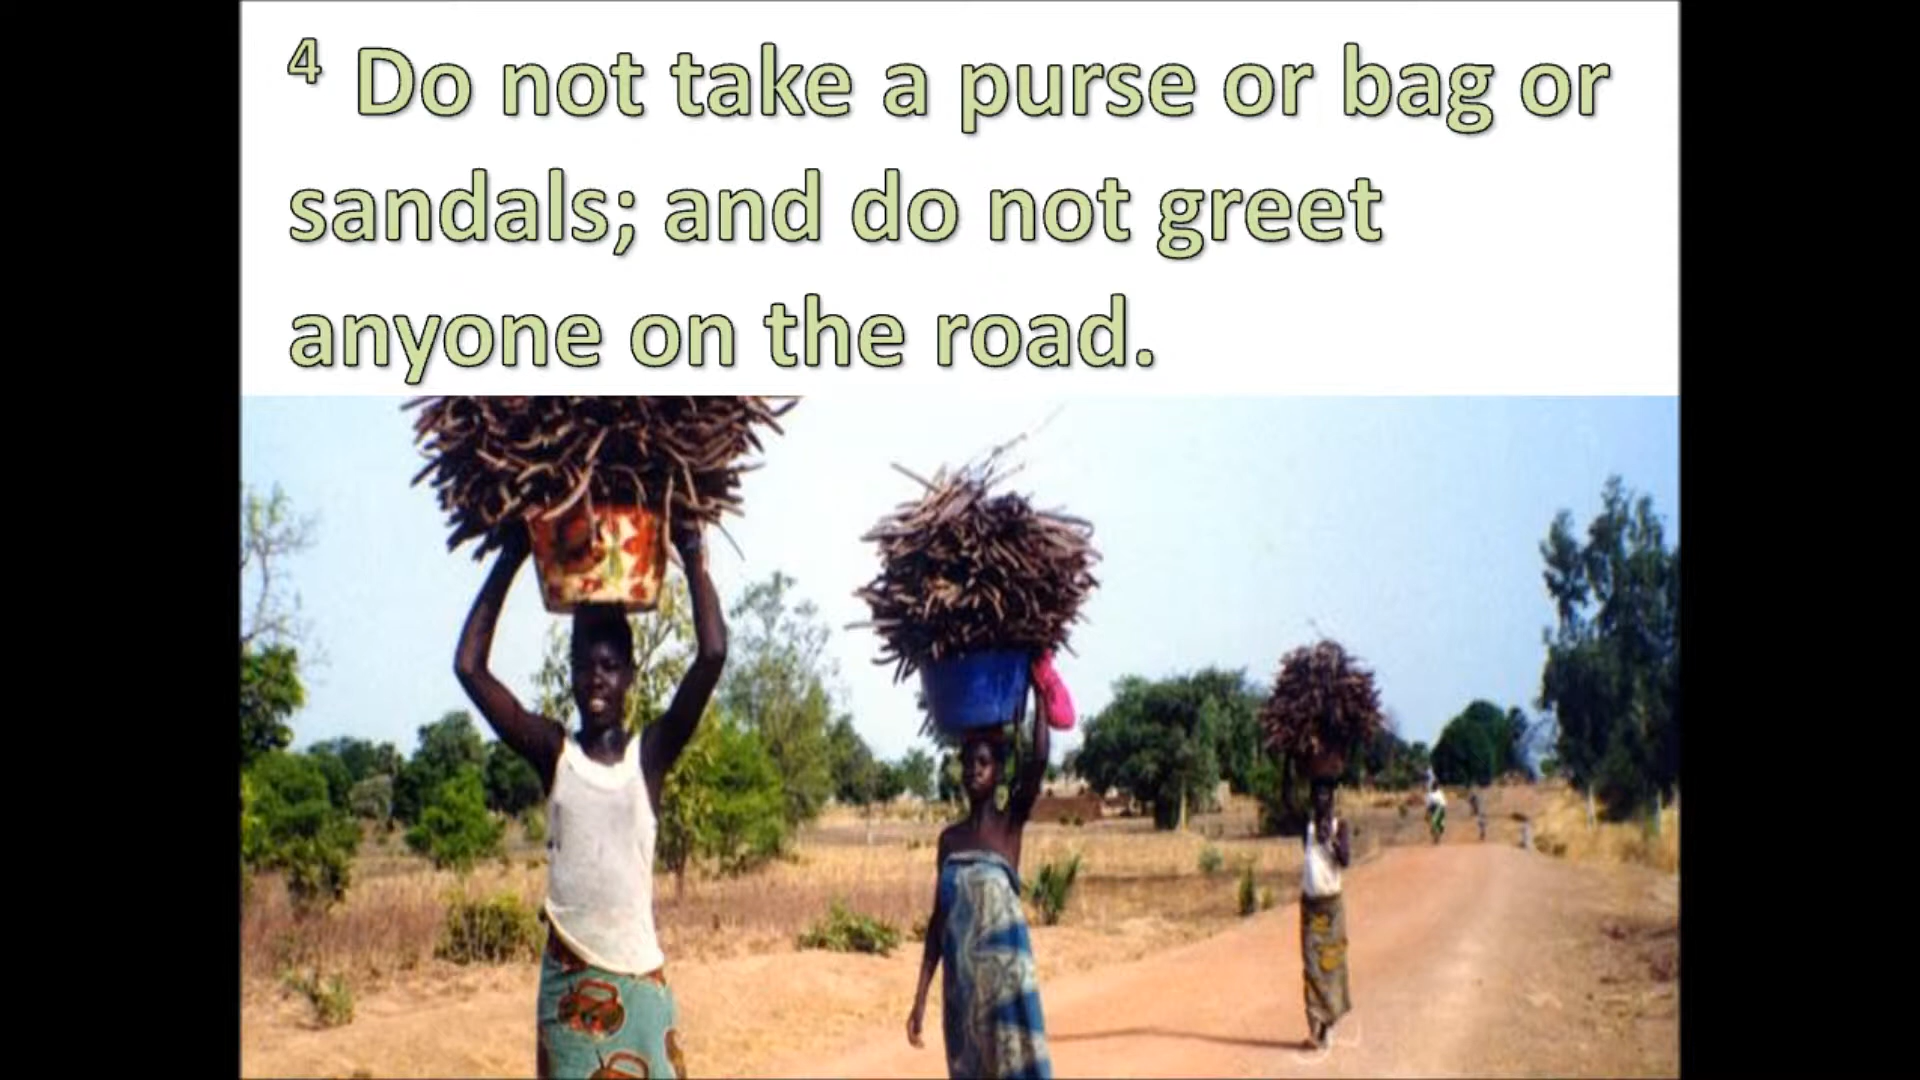 4 Do not take a purse or bag or
sandals; and do not greet
anyone on the road.